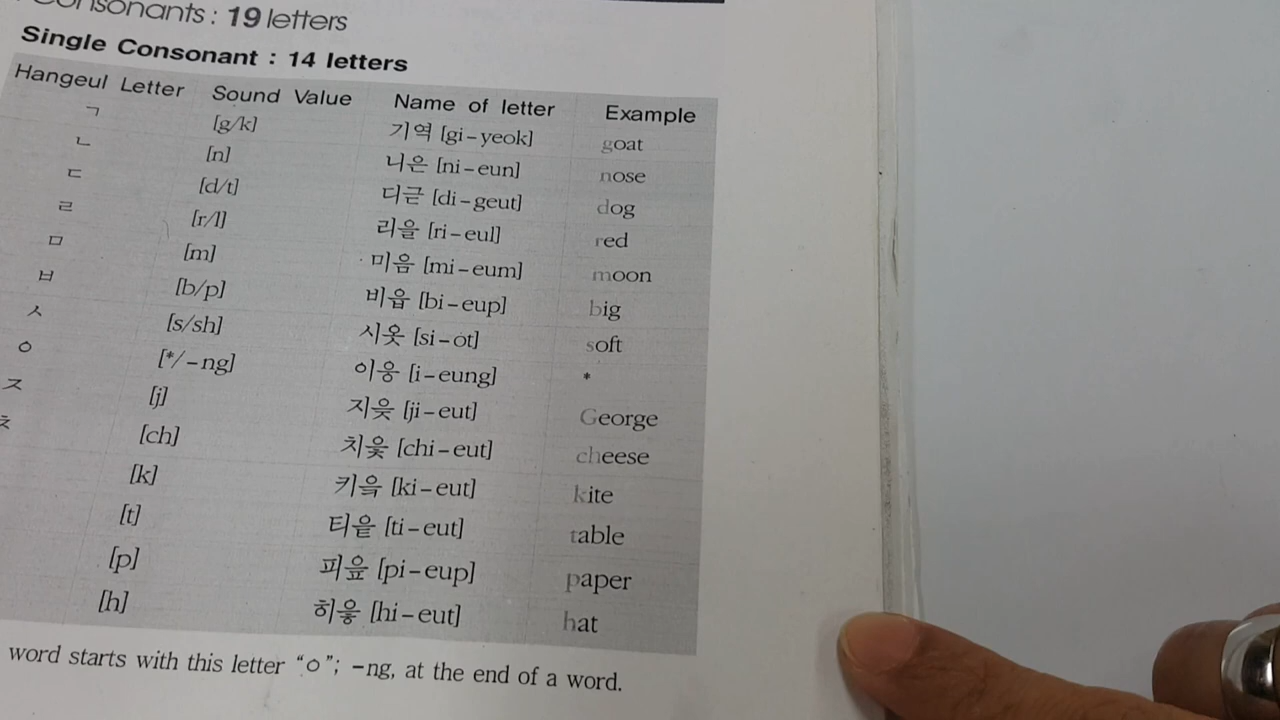 Consonants : 19 letters
Single Consonant : 14 letters
Hangeul Letter Sound Value Name of letter Example
ㄱ [g/k] 기역 [gi-yeok] goat
ㄴ [n] 니은 [ni-eun] nose
ㄷ [d/t] 디귿 [di-geut] dog
ㄹ [r/l] 리을 [ri-eul] red
ㅁ [m] 미음 [mi-eum] moon
ㅂ [b/p] 비읍 [bi-eup] big
ㅅ [s/sh] 시옷 [si-ot] soft
ㅇ [*/-ng] 이응 [i-eung] *
ㅈ [j] 지읒 [ji-eut] George
ㅊ [ch] 치읓 [chi-eut] cheese
[k] 키읔 [ki-eut] kite
[t] 티읕 [ti-eut] table
[p] 피읖 [pi-eup] paper
[h] 히읗 [hi-eut] hat
word starts with this letter “ㅇ”; -ng, at the end of a word.